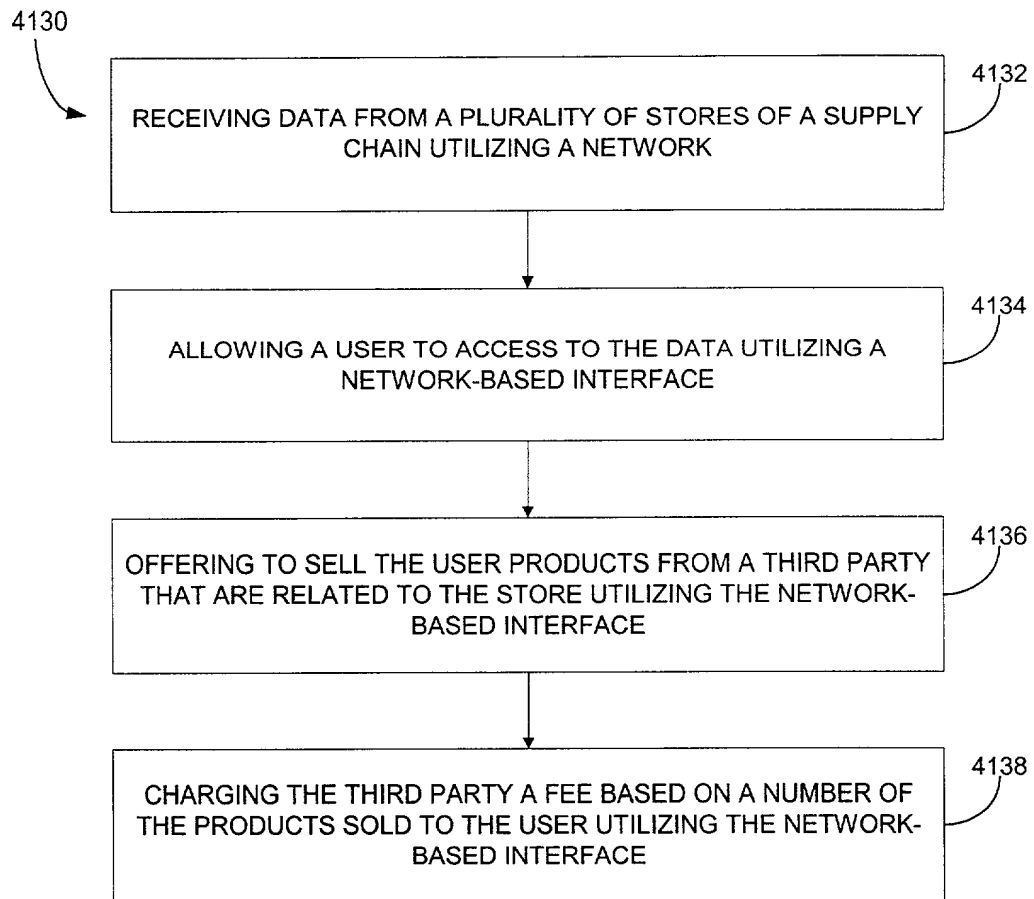 4130
4132
RECEIVING DATA FROM A PLURALITY OF STORES OF A SUPPLY
CHAIN UTILIZING A NETWORK
4134
ALLOWING A USER TO ACCESS TO THE DATA UTILIZING A
NETWORK-BASED INTERFACE
4136
OFFERING TO SELL THE USER PRODUCTS FROM A THIRD PARTY
THAT ARE RELATED TO THE STORE UTILIZING THE NETWORK-
BASED INTERFACE
4138
CHARGING THE THIRD PARTY A FEE BASED ON A NUMBER OF
THE PRODUCTS SOLD TO THE USER UTILIZING THE NETWORK-
BASED INTERFACE